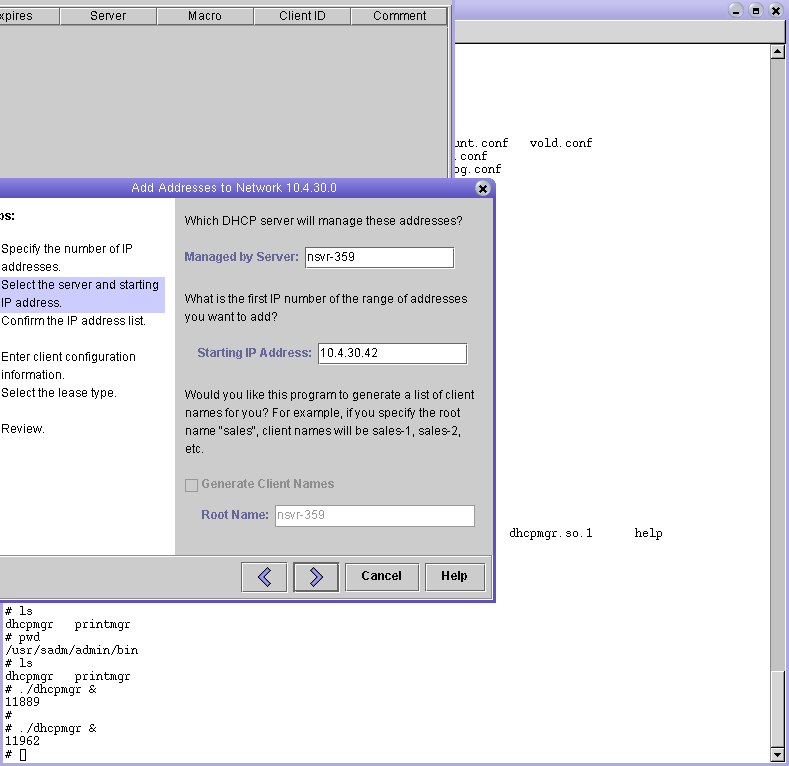 xpires Server Macro Client ID Comment
unt.conf vold.conf
.conf
og.conf
Add Addresses to Network 10.4.30.0
ps:
Specify the number of IP
addresses.
Select the server and starting
IP address.
Confirm the IP address list.
Enter client configuration
information.
Select the lease type.
Review.
Which DHCP server will manage these addresses?
Managed by Server: nsvr-359
What is the first IP number of the range of addresses
you want to add?
Starting IP Address: 10.4.30.42
Would you like this program to generate a list of client
names for you? For example, if you specify the root
name "sales", client names will be sales-1, sales-2,
etc.
Generate Client Names
Root Name: nsvr-359
Cancel Help
dhcpmgr.so.1 help
# ls
dhcpmgr printmgr
# pwd
/usr/sadm/admin/bin
# ls
dhcpmgr printmgr
# ./dhcpmgr &
11889
#
# ./dhcpmgr &
11962
#